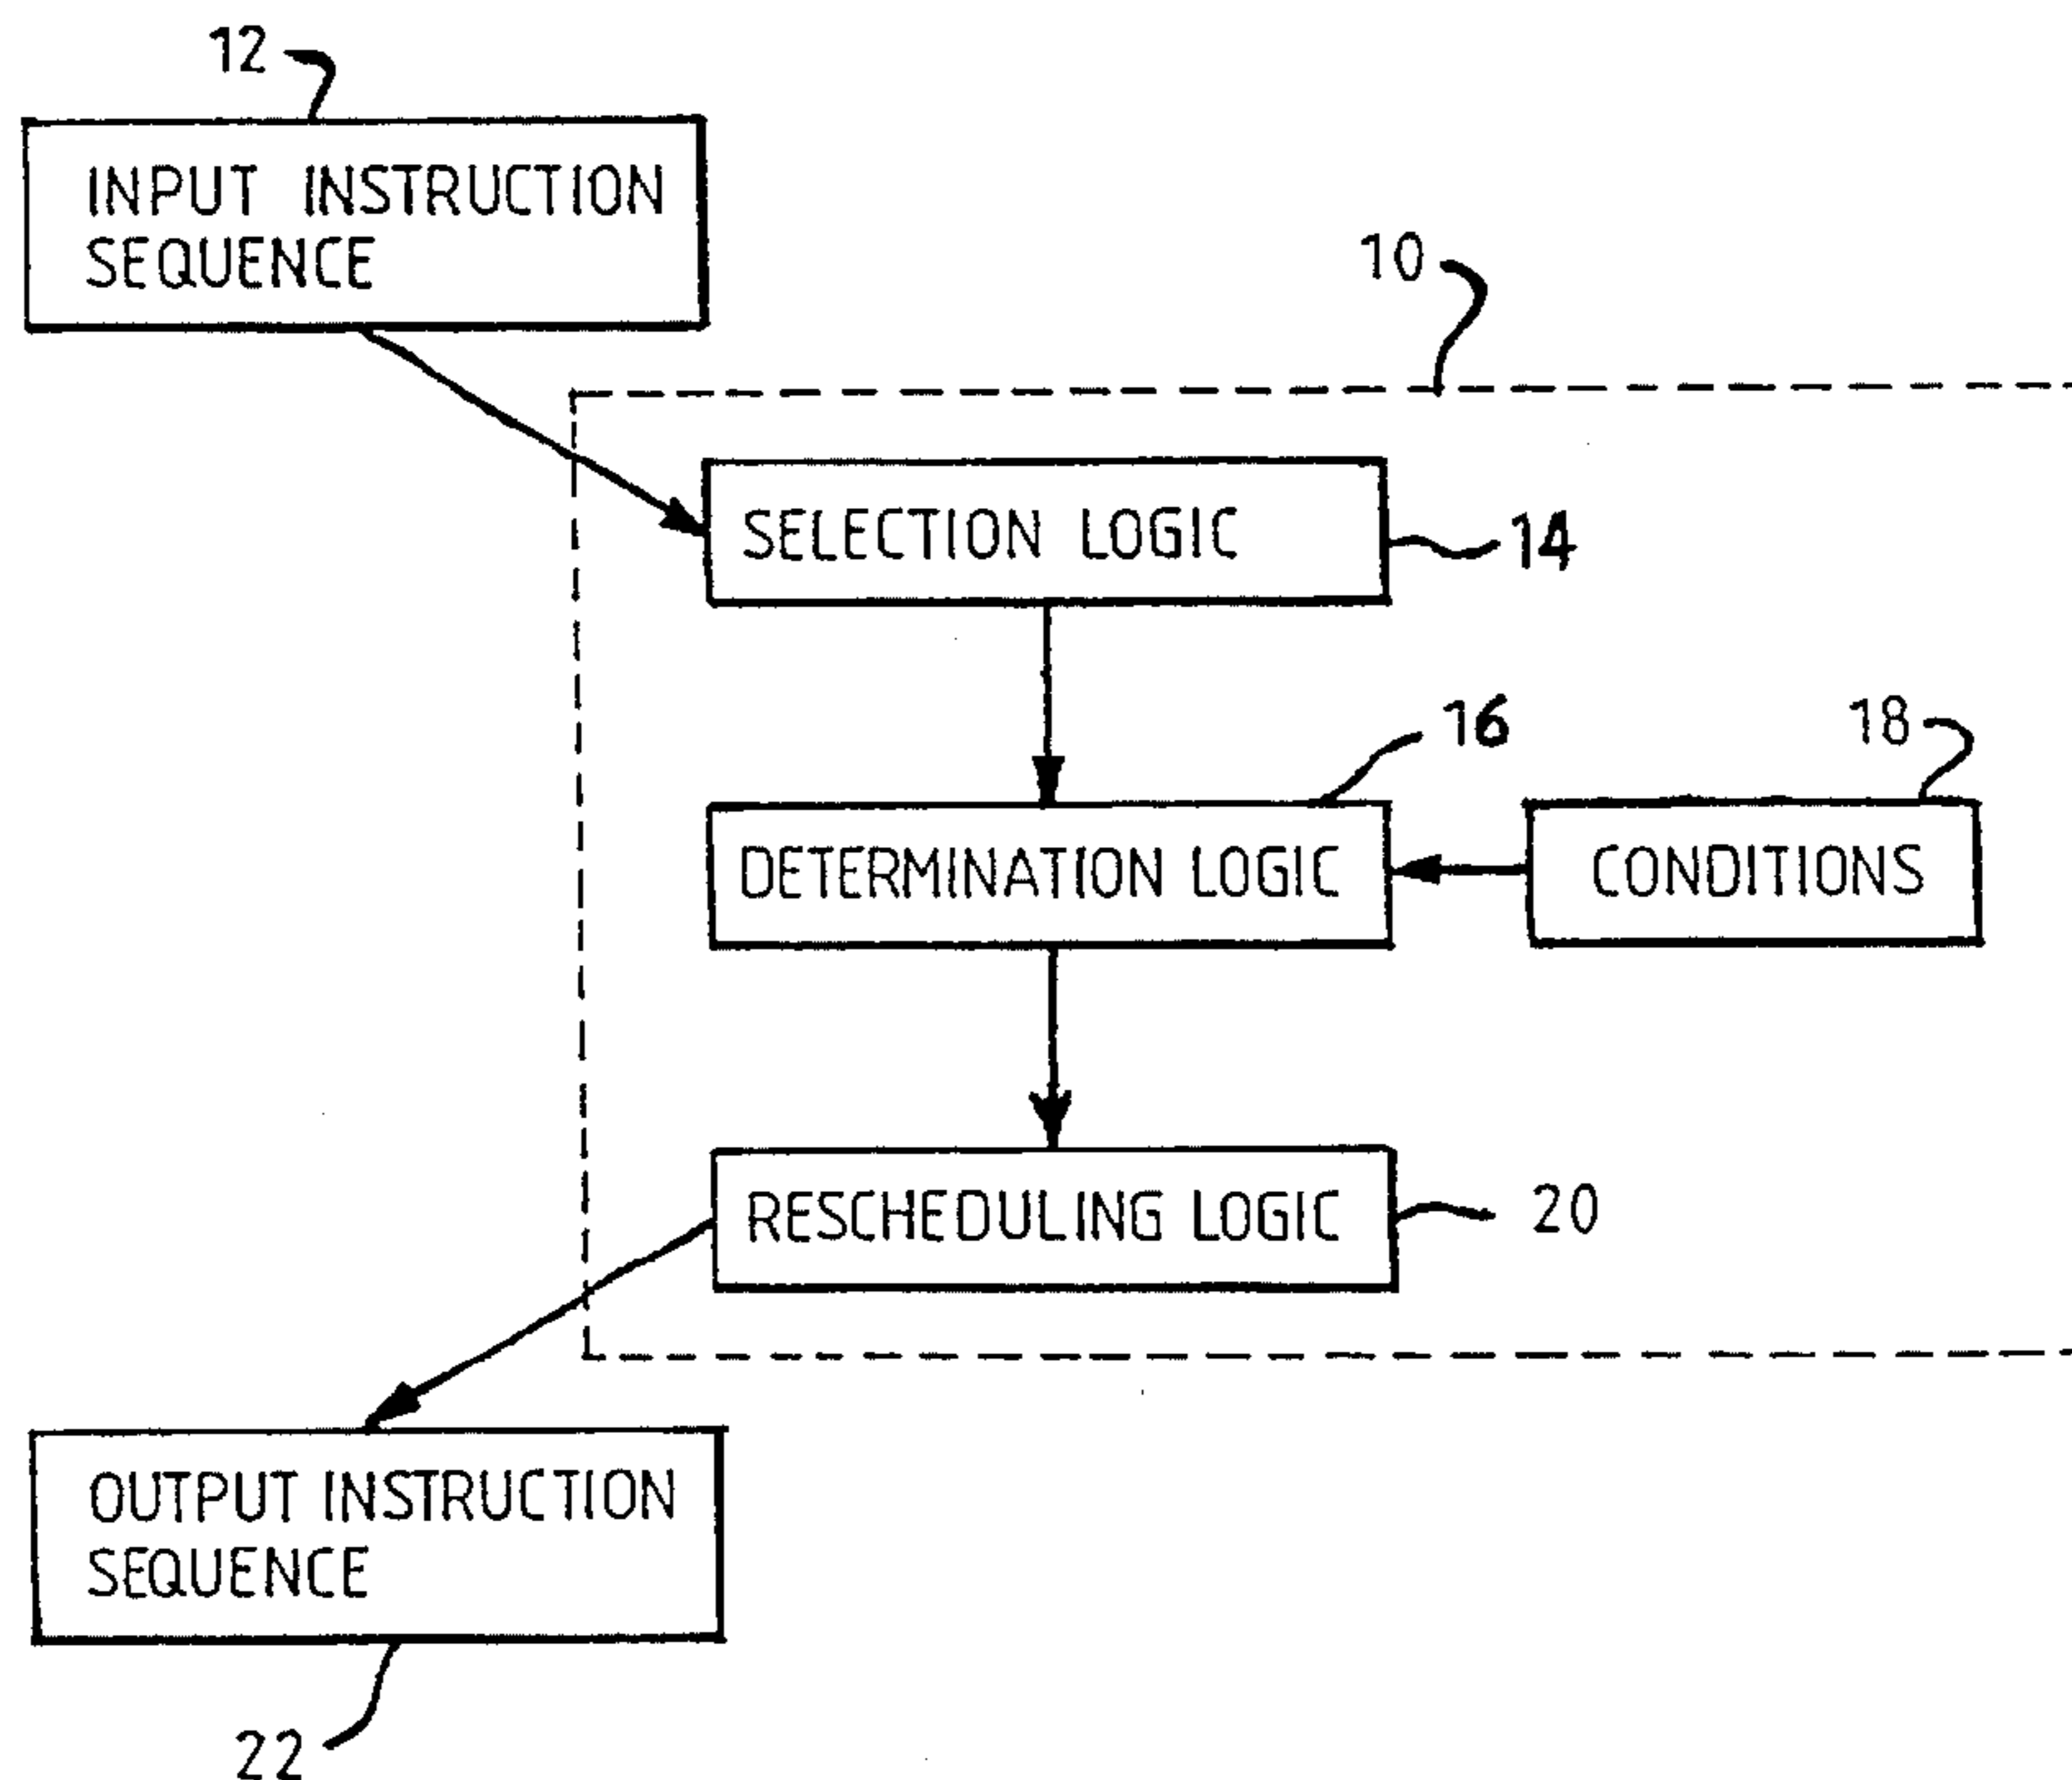 12
INPUT INSTRUCTION
SEQUENCE
10
SELECTION LOGIC
14
16
18
DETERMINATION LOGIC
CONDITIONS
RESCHEDULING LOGIC
20
OUTPUT INSTRUCTION
SEQUENCE
22